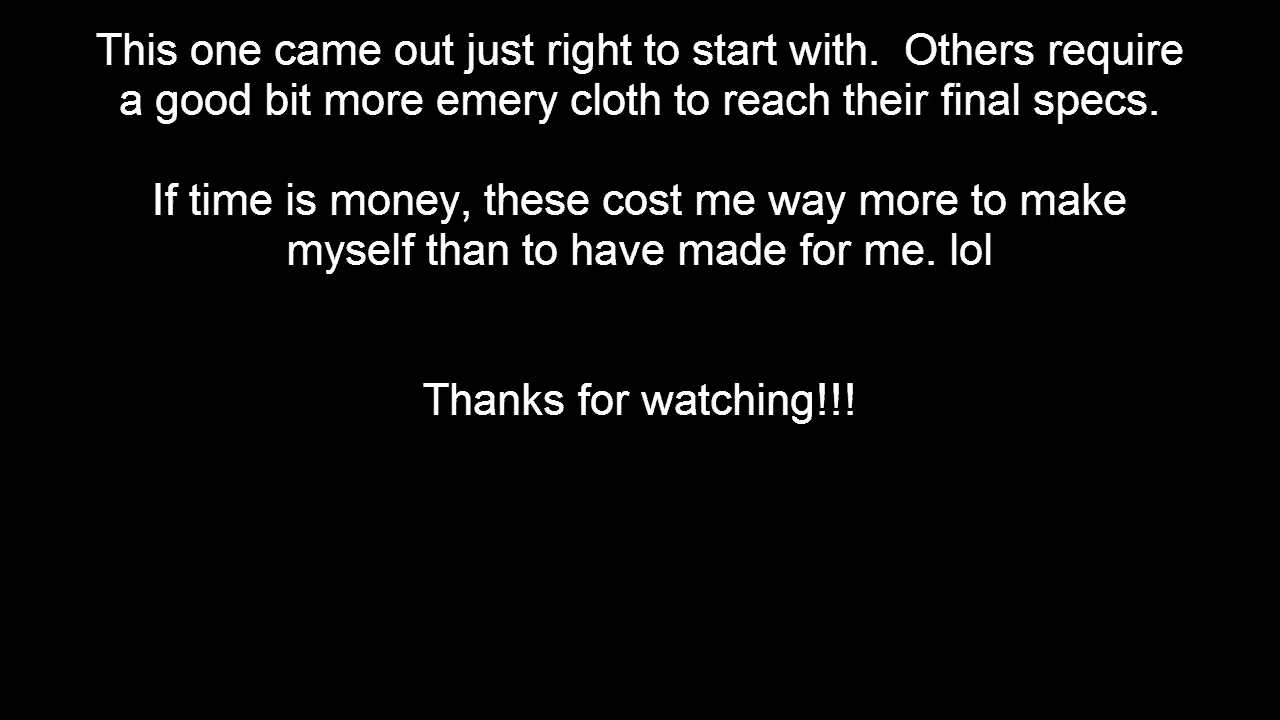 This one came out just right to start with.  Others require
a good bit more emery cloth to reach their final specs.
If time is money, these cost me way more to make
myself than to have made for me. lol
Thanks for watching!!!